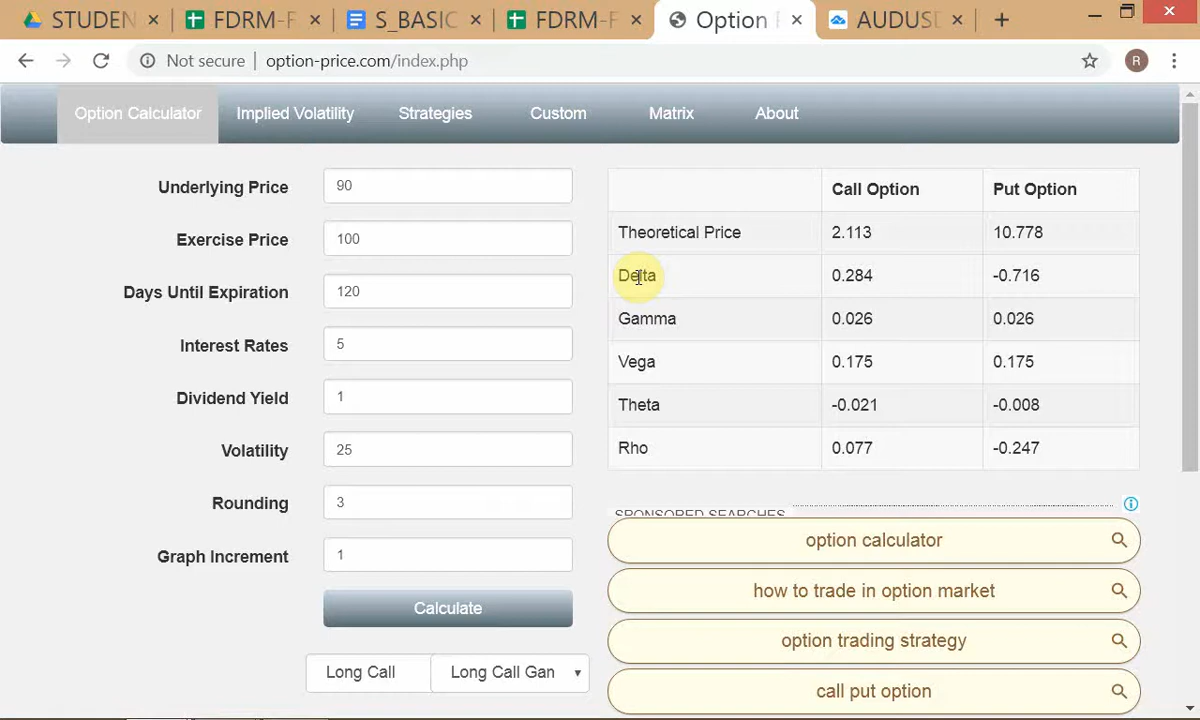 STUDEN
FDRM-F
S_BASIC
FDRM-F
Option P
AUDUSD
Not secure
option-price.com/index.php
R
Option Calculator
Implied Volatility
Strategies
Custom
Matrix
About
Underlying Price 90
Exercise Price 100
Days Until Expiration 120
Interest Rates 5
Dividend Yield 1
Volatility 25
Rounding 3
Graph Increment 1
Calculate
Long Call
Long Call Gan
Call Option Put Option
Theoretical Price 2.113 10.778
Delta 0.284 -0.716
Gamma 0.026 0.026
Vega 0.175 0.175
Theta -0.021 -0.008
Rho 0.077 -0.247
SPONSORED SEARCHES
option calculator
how to trade in option market
option trading strategy
call put option